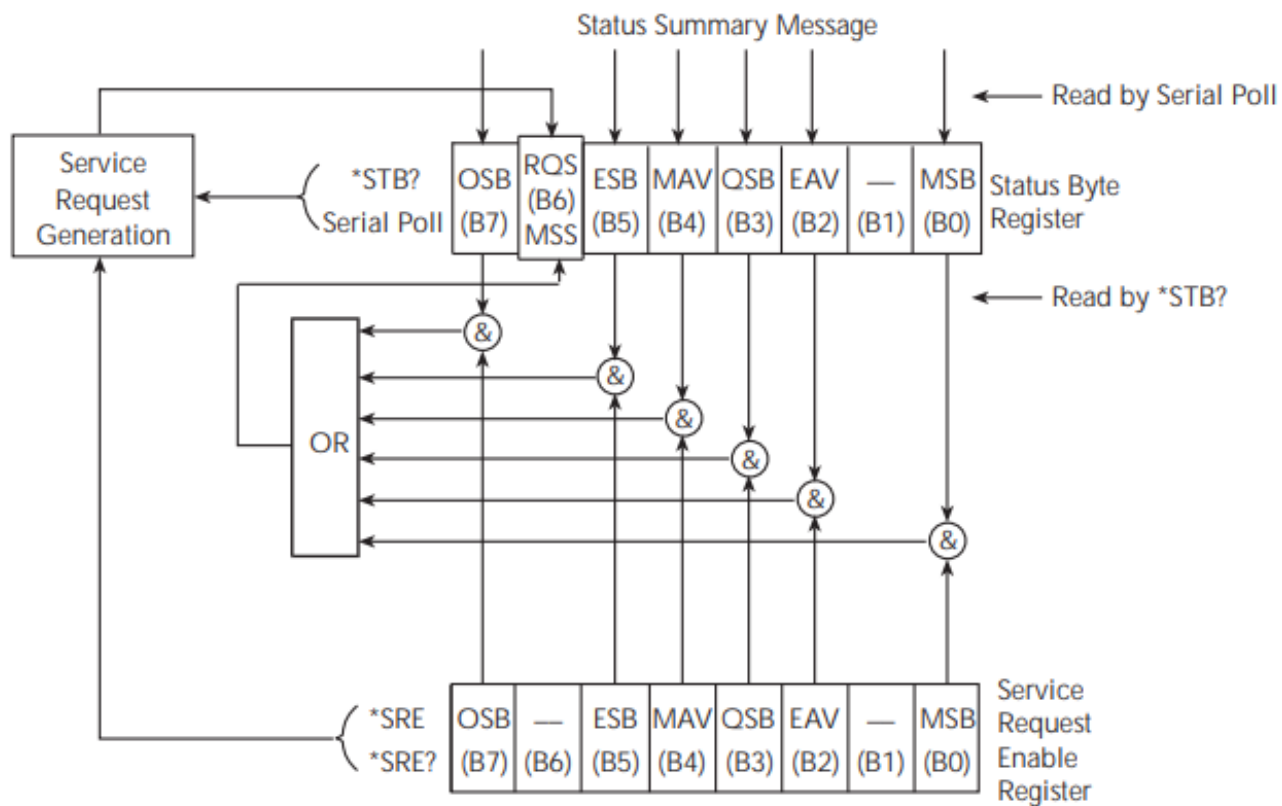 Status Summary Message
Read by Serial Poll
Service
Request
Generation
*STB?
Serial Poll
OSB
(B7)
RQS
(B6)
MSS
ESB
(B5)
MAV
(B4)
QSB
(B3)
EAV
(B2)
—
(B1)
MSB
(B0)
Status Byte
Register
Read by *STB?
&
&
&
&
&
&
OR
*SRE
*SRE?
OSB
(B7)
—
(B6)
ESB
(B5)
MAV
(B4)
QSB
(B3)
EAV
(B2)
—
(B1)
MSB
(B0)
Service
Request
Enable
Register